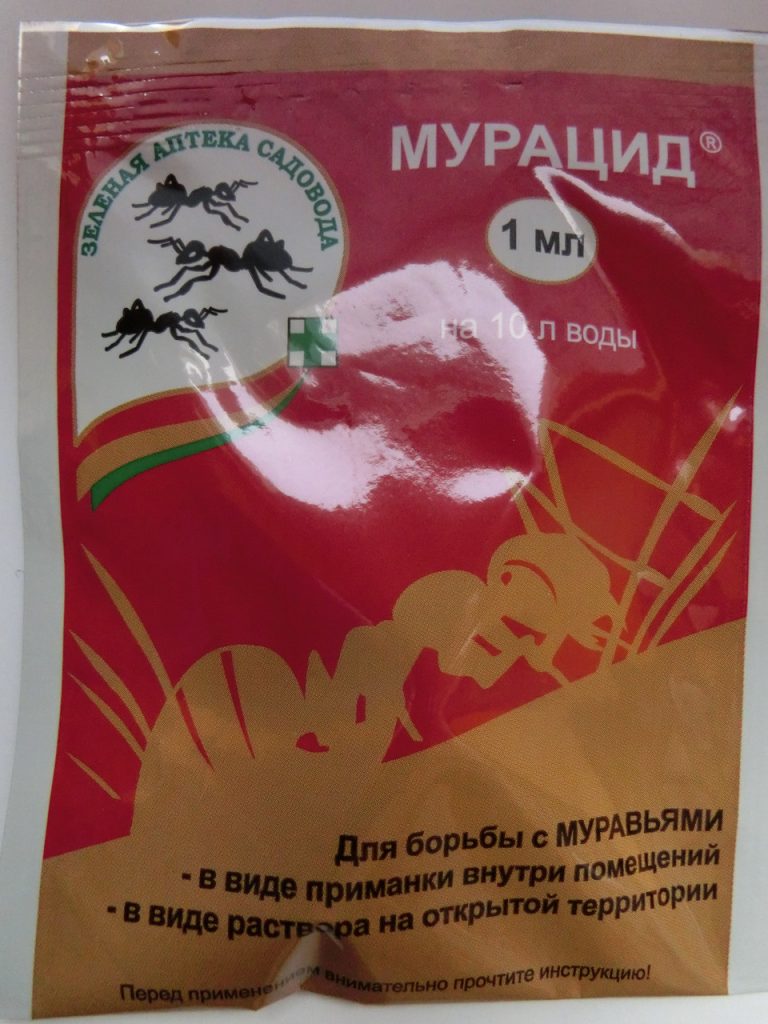 ЗЕЛЕНАЯ АПТЕКА САДОВОДА
МУРАЦИД®
1 мл
на 10 л воды
Для борьбы с МУРАВЬЯМИ
- в виде приманки внутри помещений
- в виде раствора на открытой территории
Перед применением внимательно прочтите инструкцию!